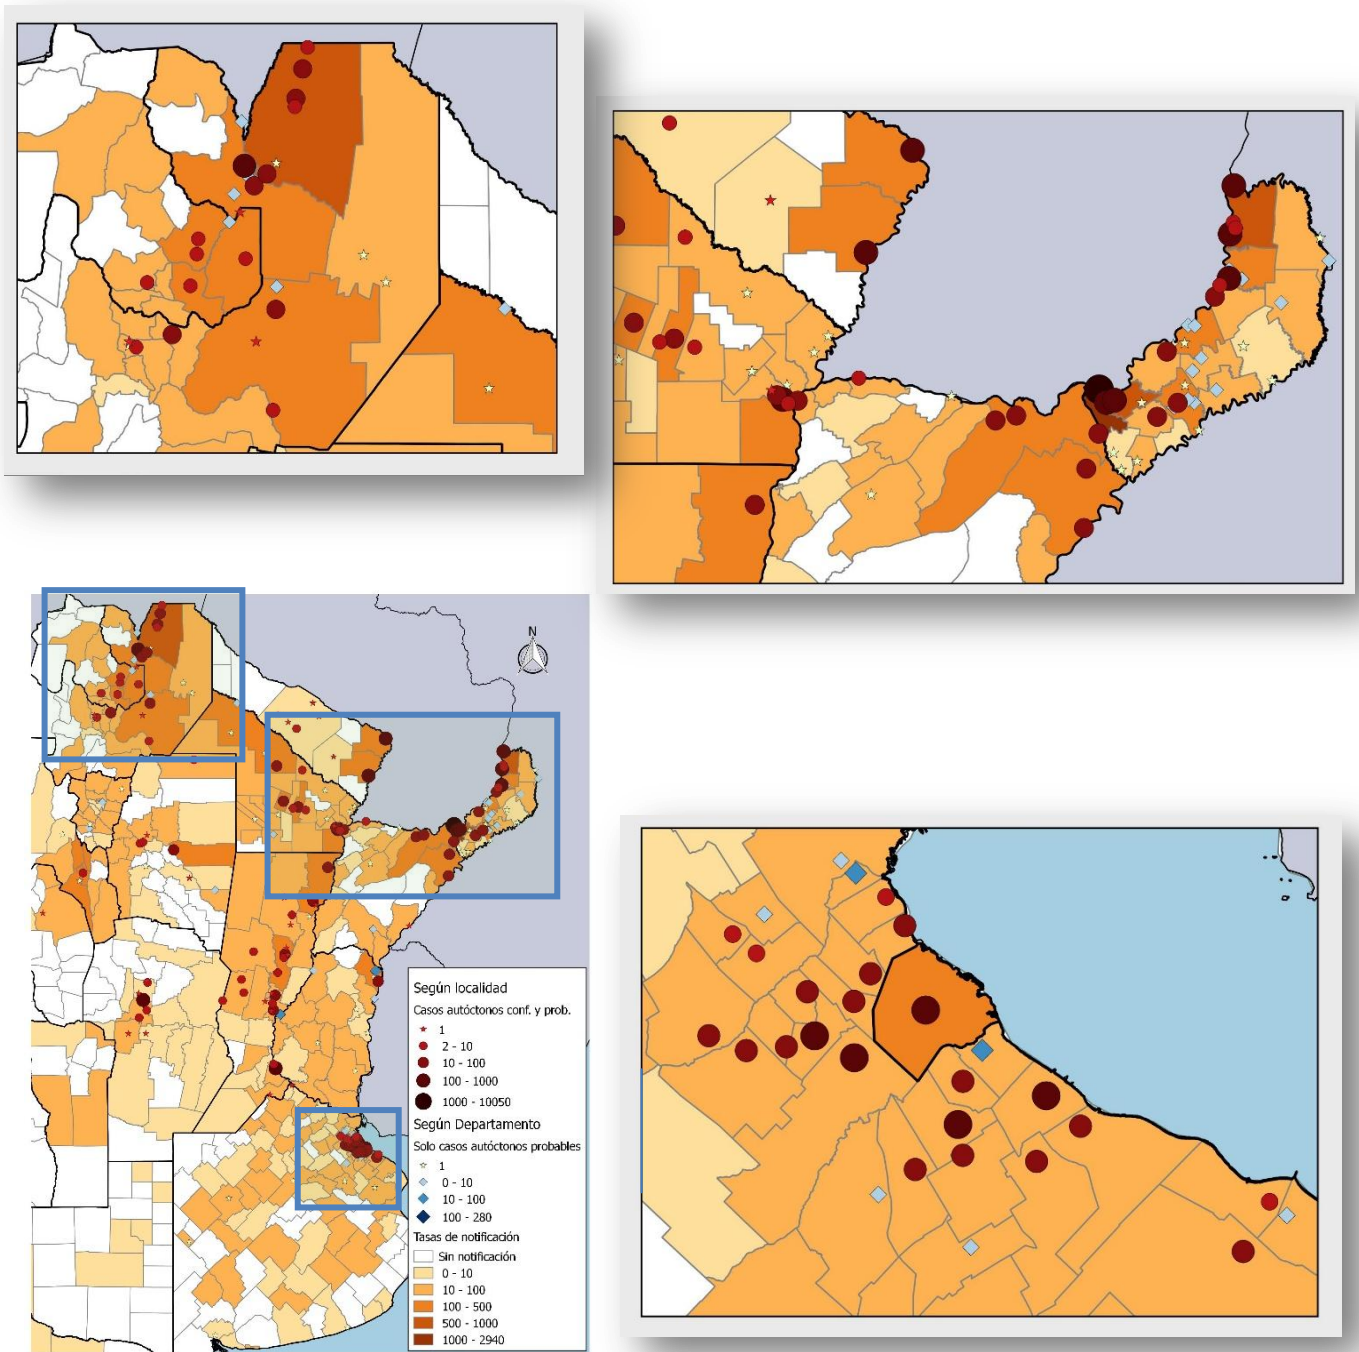 N
Según localidad
Casos autóctonos conf. y prob.
1
2 - 10
10 - 100
100 - 1000
1000 - 10050
Según Departamento
Solo casos autóctonos probables
1
0 - 10
10 - 100
100 - 280
Tasas de notificación
Sin notificación
0 - 10
10 - 100
100 - 500
500 - 1000
1000 - 2940